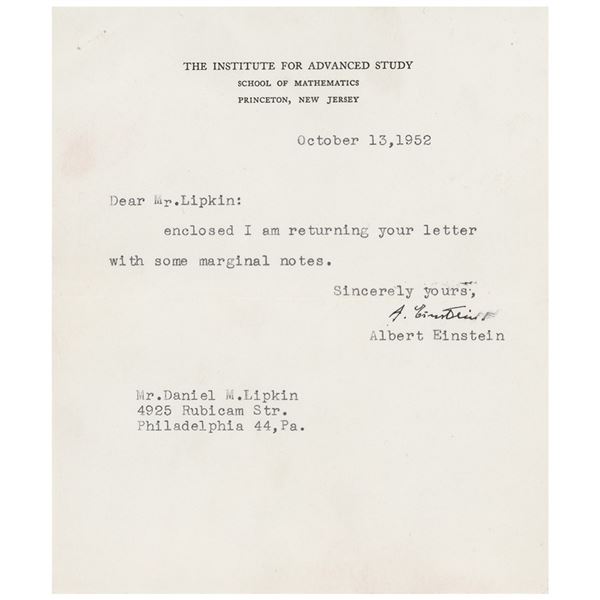 THE INSTITUTE FOR ADVANCED STUDY
SCHOOL OF MATHEMATICS
PRINCETON, NEW JERSEY
October 13,1952
Dear Mr.Lipkin:
enclosed I am returning your letter
with some marginal notes.
Sincerely yours,
A. Einstein
Albert Einstein
Mr.Daniel M.Lipkin
4925 Rubicam Str.
Philadelphia 44,Pa.